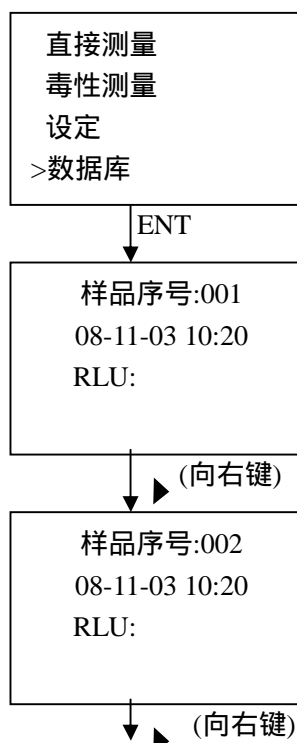 直接测量
毒性测量
设定
>数据库
ENT
样品序号:001
08-11-03 10:20
RLU:
(向右键)
样品序号:002
08-11-03 10:20
RLU:
(向右键)